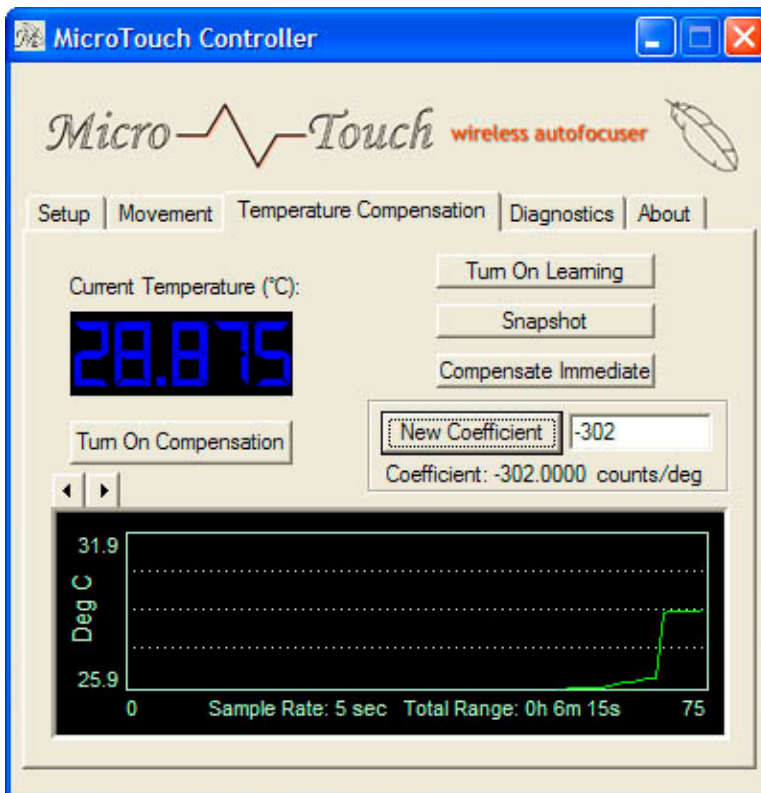 MicroTouch Controller
Micro Touch wireless autofocuser
Setup Movement Temperature Compensation Diagnostics About
Current Temperature (°C):
28.875
Turn On Compensation
Turn On Learning
Snapshot
Compensate Immediate
New Coefficient -302
Coefficient: -302.0000 counts/deg
31.9
Deg C
25.9
0 Sample Rate: 5 sec Total Range: 0h 6m 15s 75